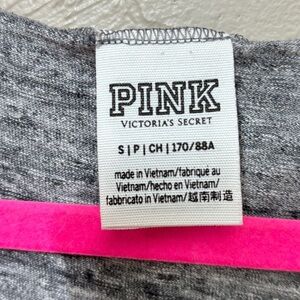 PINK
VICTORIA'S SECRET
S | P | CH | 170/88A
made in Vietnam/fabriqué au
Vietnam/hecho en Vietnam/
fabbricato in Vietnam/越南制造